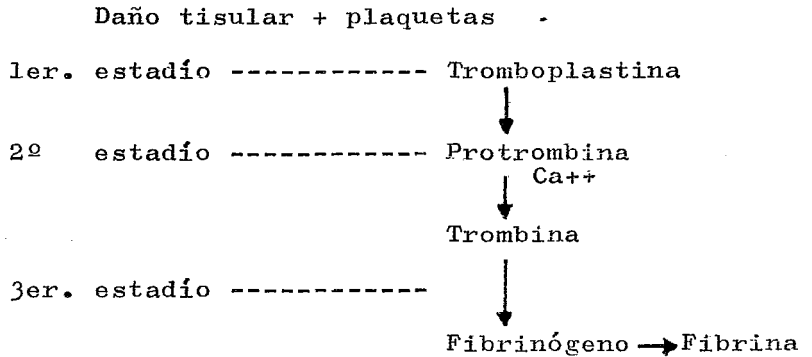 Daño tisular + plaquetas
1er. estadío ------------ Tromboplastina
2º estadío ------------ Protrombina
Ca++
Trombina
3er. estadío ------------
Fibrinógeno → Fibrina